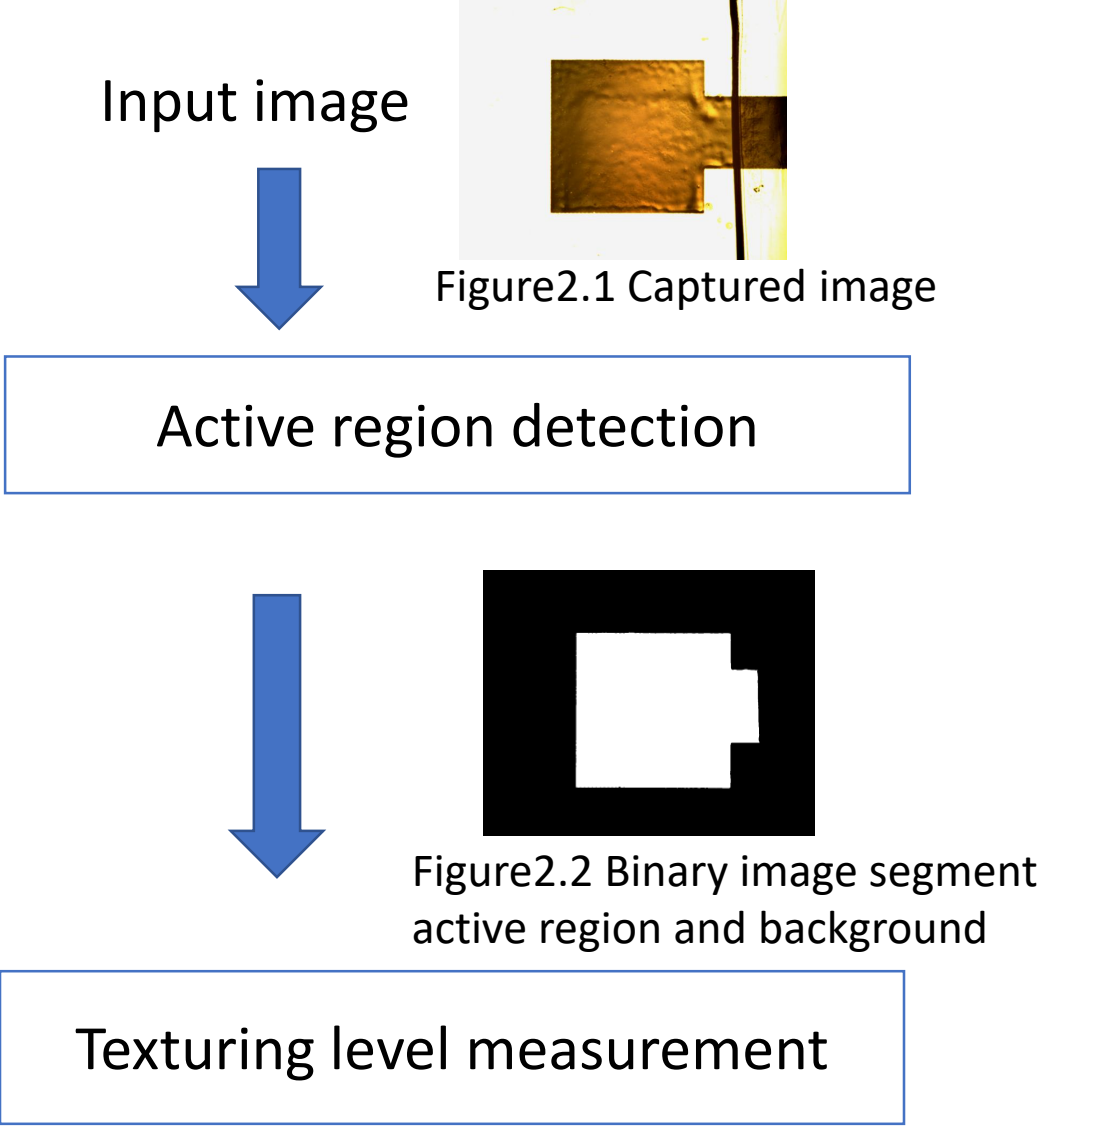 Input image
Figure2.1 Captured image
Active region detection
Figure2.2 Binary image segment
active region and background
Texturing level measurement